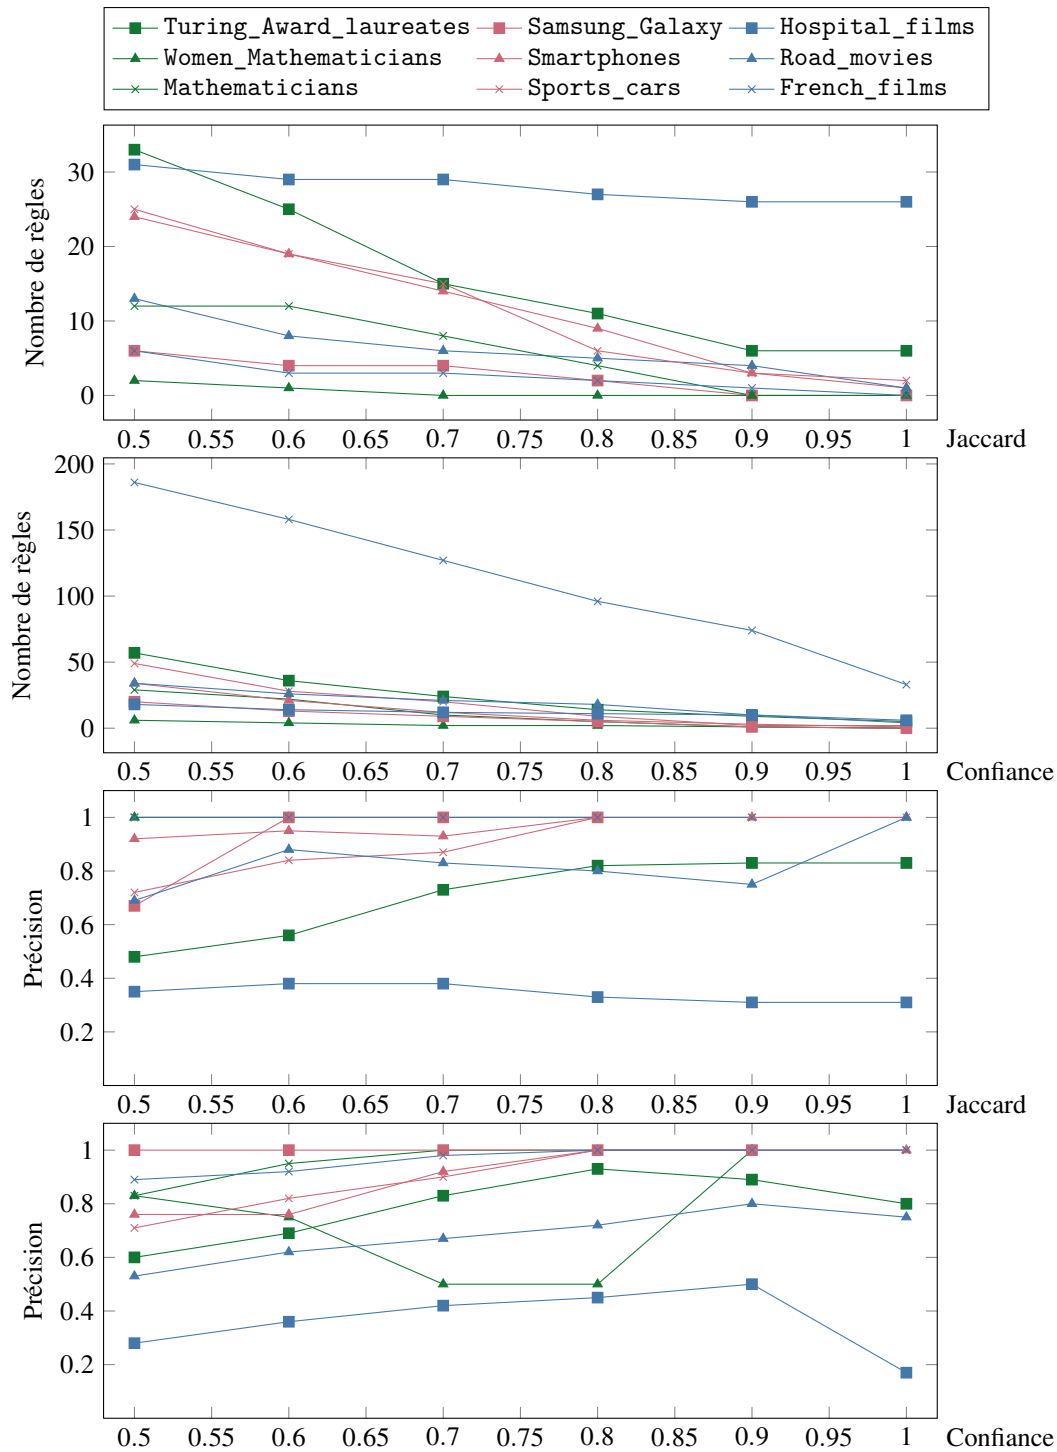 Turing_Award_laureates Samsung_Galaxy Hospital_films
Women_Mathematicians Smartphones Road_movies
Mathematicians Sports_cars French_films
Nombre de règles
30
20
10
0
0.5 0.55 0.6 0.65 0.7 0.75 0.8 0.85 0.9 0.95 1 Jaccard
Nombre de règles
200
150
100
50
0
0.5 0.55 0.6 0.65 0.7 0.75 0.8 0.85 0.9 0.95 1 Confiance
Précision
1
0.8
0.6
0.4
0.2
0.5 0.55 0.6 0.65 0.7 0.75 0.8 0.85 0.9 0.95 1 Jaccard
Précision
1
0.8
0.6
0.4
0.2
0.5 0.55 0.6 0.65 0.7 0.75 0.8 0.85 0.9 0.95 1 Confiance